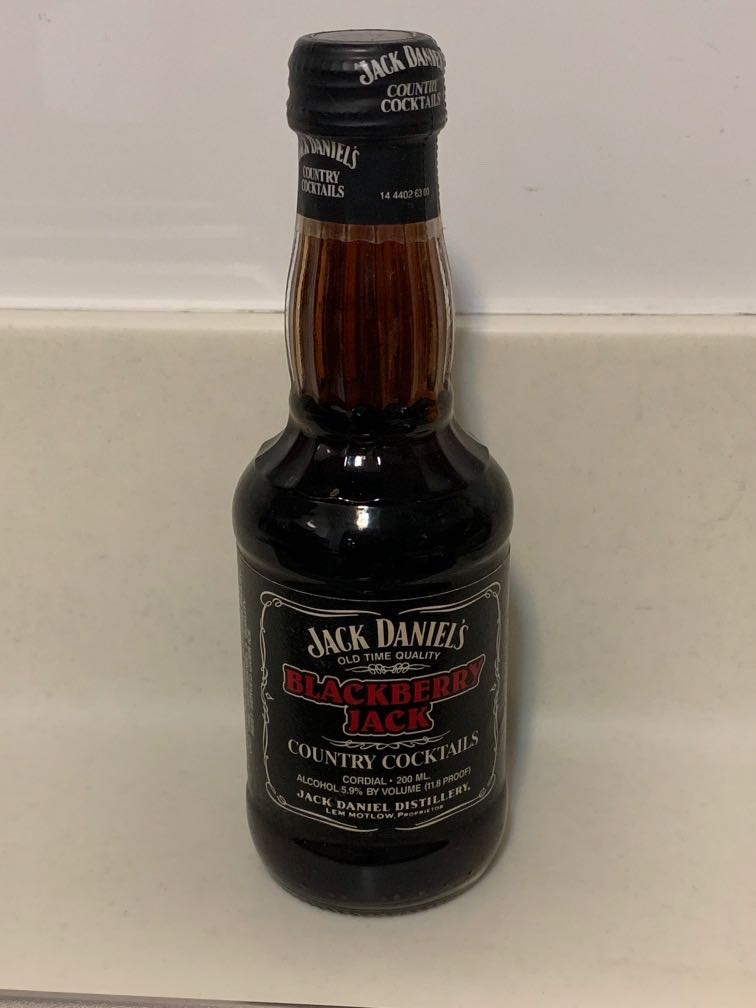 JACK DANIEL'S
COUNTRY
COCKTAILS
DANIEL'S
COUNTRY
COCKTAILS
14 4402 63 00
JACK DANIEL'S
OLD TIME QUALITY
BLACKBERRY
JACK
COUNTRY COCKTAILS
CORDIAL • 200 ML.
ALCOHOL 5.9% BY VOLUME (11.8 PROOF)
JACK DANIEL DISTILLERY,
LEM MOTLOW, PROPRIETOR